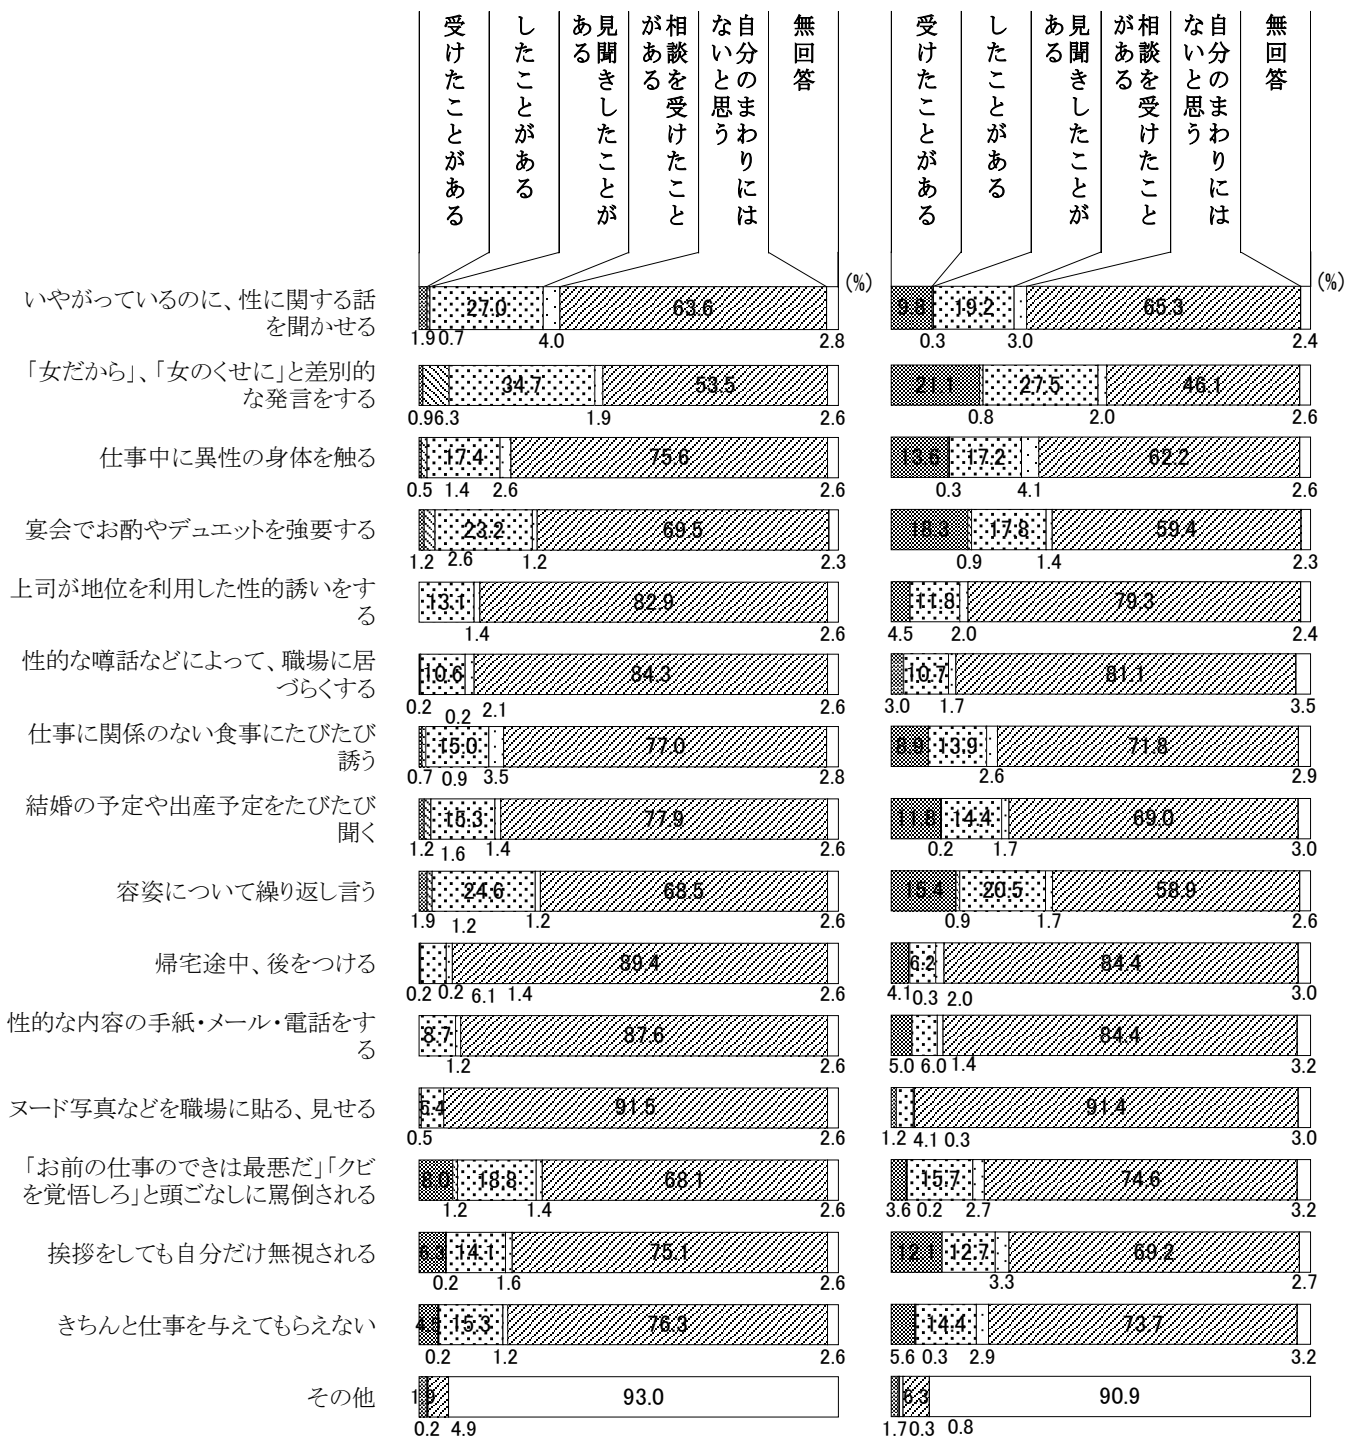 受けたことがある
したことがある
見聞きしたことが
ある
相談を受けたこと
がある
自分のまわりには
ないと思う
無回答
受けたことがある
したことがある
見聞きしたことが
ある
相談を受けたこと
がある
自分のまわりには
ないと思う
無回答
(%)
(%)
いやがっているのに、性に関する話
を聞かせる
27.0 63.6
1.9 0.7 4.0 2.8
9.8 19.2 65.3
0.3 3.0 2.4
「女だから」、「女のくせに」と差別的
な発言をする
34.7 53.5
0.9 6.3 1.9 2.6
21.1 27.5 46.1
0.8 2.0 2.6
仕事中に異性の身体を触る
17.4 75.6
0.5 1.4 2.6 2.6
13.6 17.2 62.2
0.3 4.1 2.6
宴会でお酌やデュエットを強要する
23.2 69.5
1.2 2.6 1.2 2.3
18.3 17.8 59.4
0.9 1.4 2.3
上司が地位を利用した性的誘いをす
る
13.1 82.9
1.4 2.6
11.8 79.3
4.5 2.0 2.4
性的な噂話などによって、職場に居
づらくする
10.6 84.3
0.2 0.2 2.1 2.6
10.7 81.1
3.0 1.7 3.5
仕事に関係のない食事にたびたび
誘う
15.0 77.0
0.7 0.9 3.5 2.8
8.9 13.9 71.8
2.6 2.9
結婚の予定や出産予定をたびたび
聞く
15.3 77.9
1.2 1.6 1.4 2.6
11.8 14.4 69.0
0.2 1.7 3.0
容姿について繰り返し言う
24.6 68.5
1.9 1.2 1.2 2.6
15.4 20.5 58.9
0.9 1.7 2.6
帰宅途中、後をつける
89.4
0.2 0.2 6.1 1.4 2.6
6.2 84.4
4.1 0.3 2.0 3.0
性的な内容の手紙・メール・電話をす
る
8.7 87.6
1.2 2.6
84.4
5.0 6.0 1.4 3.2
ヌード写真などを職場に貼る、見せる
5.4 91.5
0.5 2.6
91.4
1.2 4.1 0.3 3.0
「お前の仕事のできは最悪だ」「クビ
を覚悟しろ」と頭ごなしに罵倒される
8.0 18.8 68.1
1.2 1.4 2.6
15.7 74.6
3.6 0.2 2.7 3.2
挨拶をしても自分だけ無視される
6.3 14.1 75.1
0.2 1.6 2.6
12.1 12.7 69.2
3.3 2.7
きちんと仕事を与えてもらえない
15.3 76.3
0.2 1.2 2.6
14.4 73.7
5.6 0.3 2.9 3.2
その他
1.9 93.0
0.2 4.9
6.3 90.9
1.7 0.3 0.8